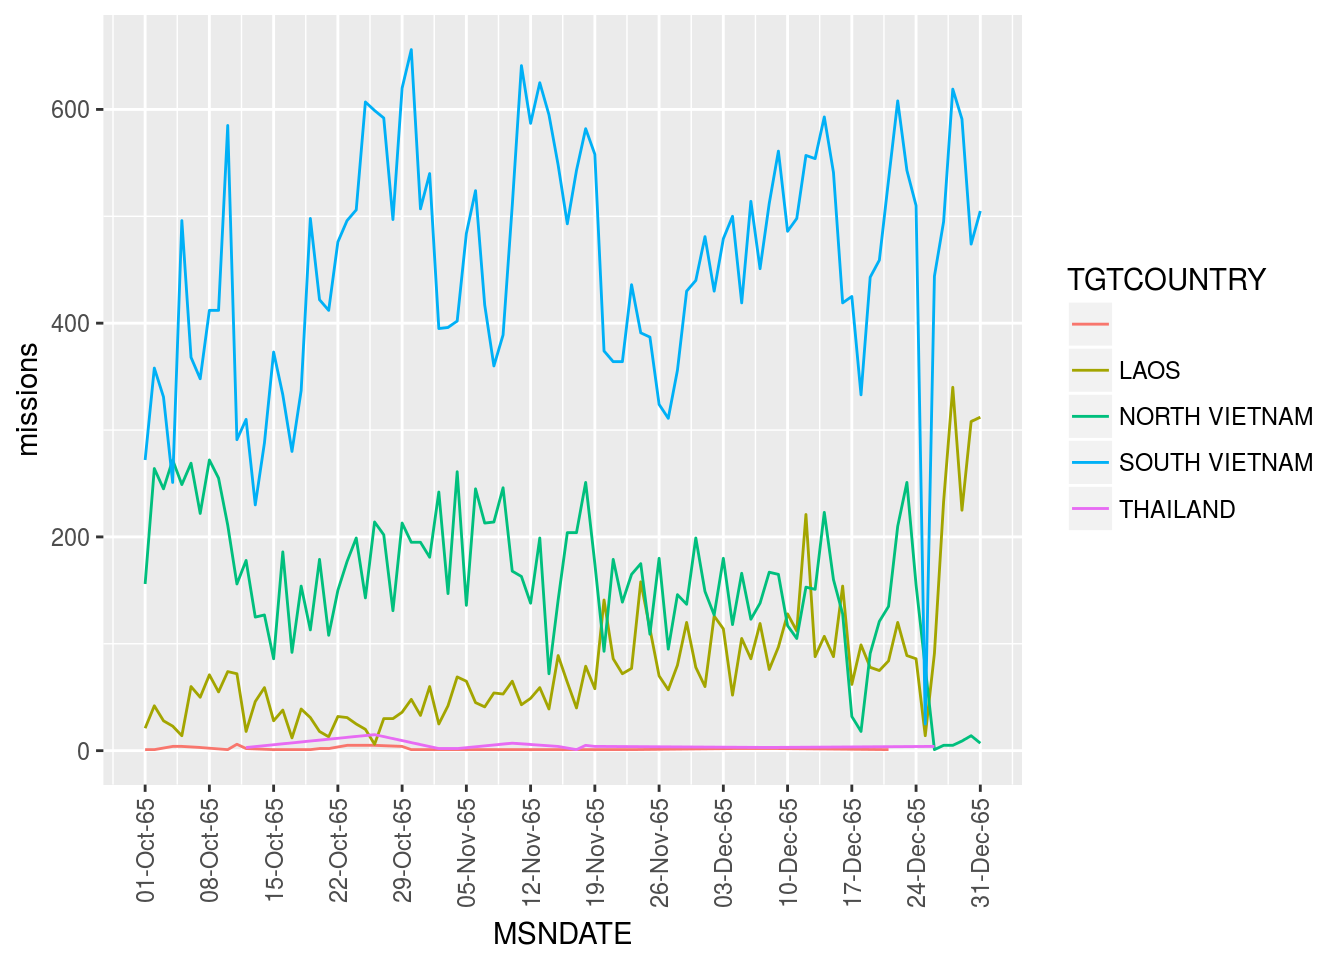 600
400
200
0
missions
01-Oct-65
08-Oct-65
15-Oct-65
22-Oct-65
29-Oct-65
05-Nov-65
12-Nov-65
19-Nov-65
26-Nov-65
03-Dec-65
10-Dec-65
17-Dec-65
24-Dec-65
31-Dec-65
MSNDATE
TGTCOUNTRY
LAOS
NORTH VIETNAM
SOUTH VIETNAM
THAILAND